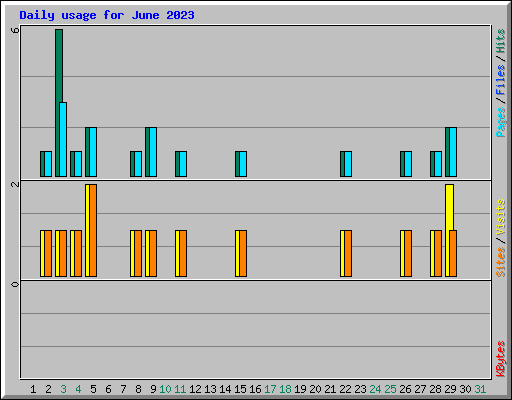 Daily usage for June 2023
6
2
0
Pages/Files/Hits
Sites/Visits
KBytes
1 2 3 4 5 6 7 8 9 10 11 12 13 14 15 16 17 18 19 20 21 22 23 24 25 26 27 28 29 30 31